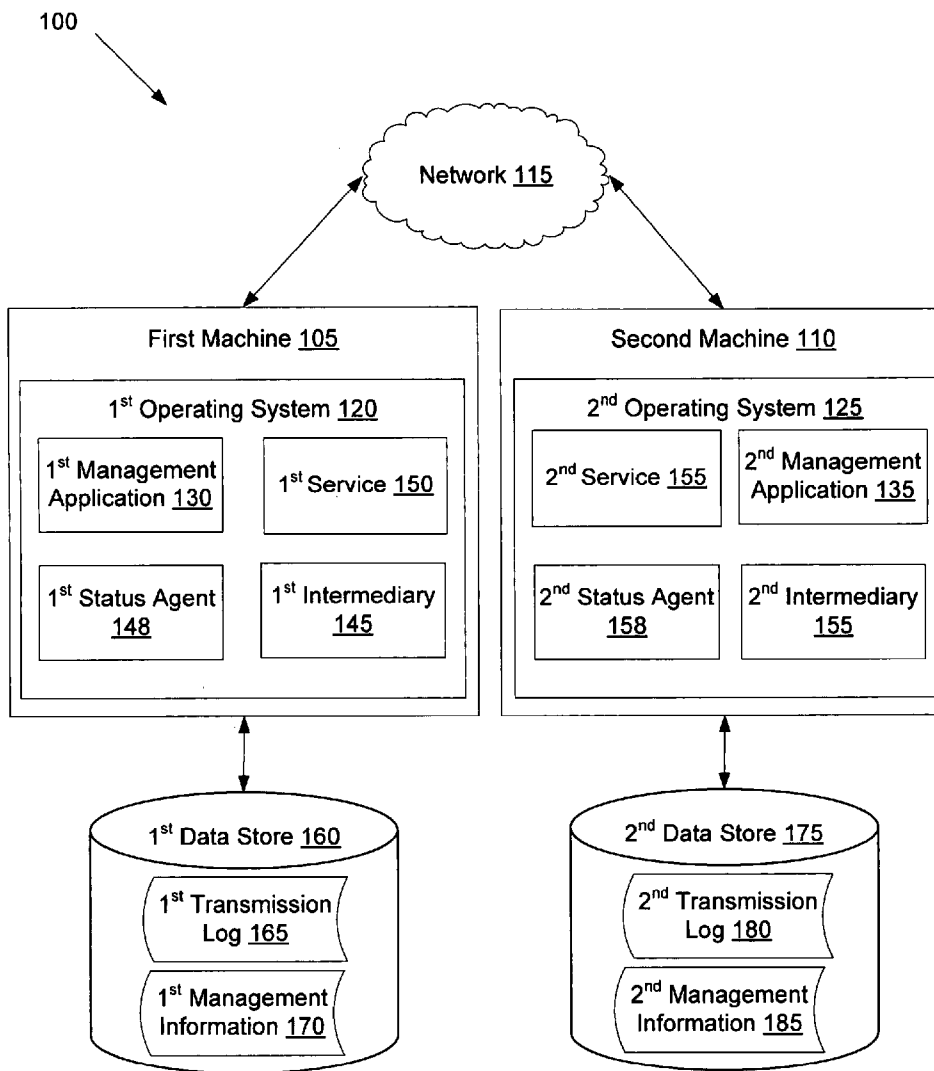 100
Network 115
First Machine 105
1st Operating System 120
1st Management
Application 130
1st Service 150
1st Status Agent
148
1st Intermediary
145
Second Machine 110
2nd Operating System 125
2nd Service 155
2nd Management
Application 135
2nd Status Agent
158
2nd Intermediary
155
1st Data Store 160
1st Transmission
Log 165
1st Management
Information 170
2nd Data Store 175
2nd Transmission
Log 180
2nd Management
Information 185